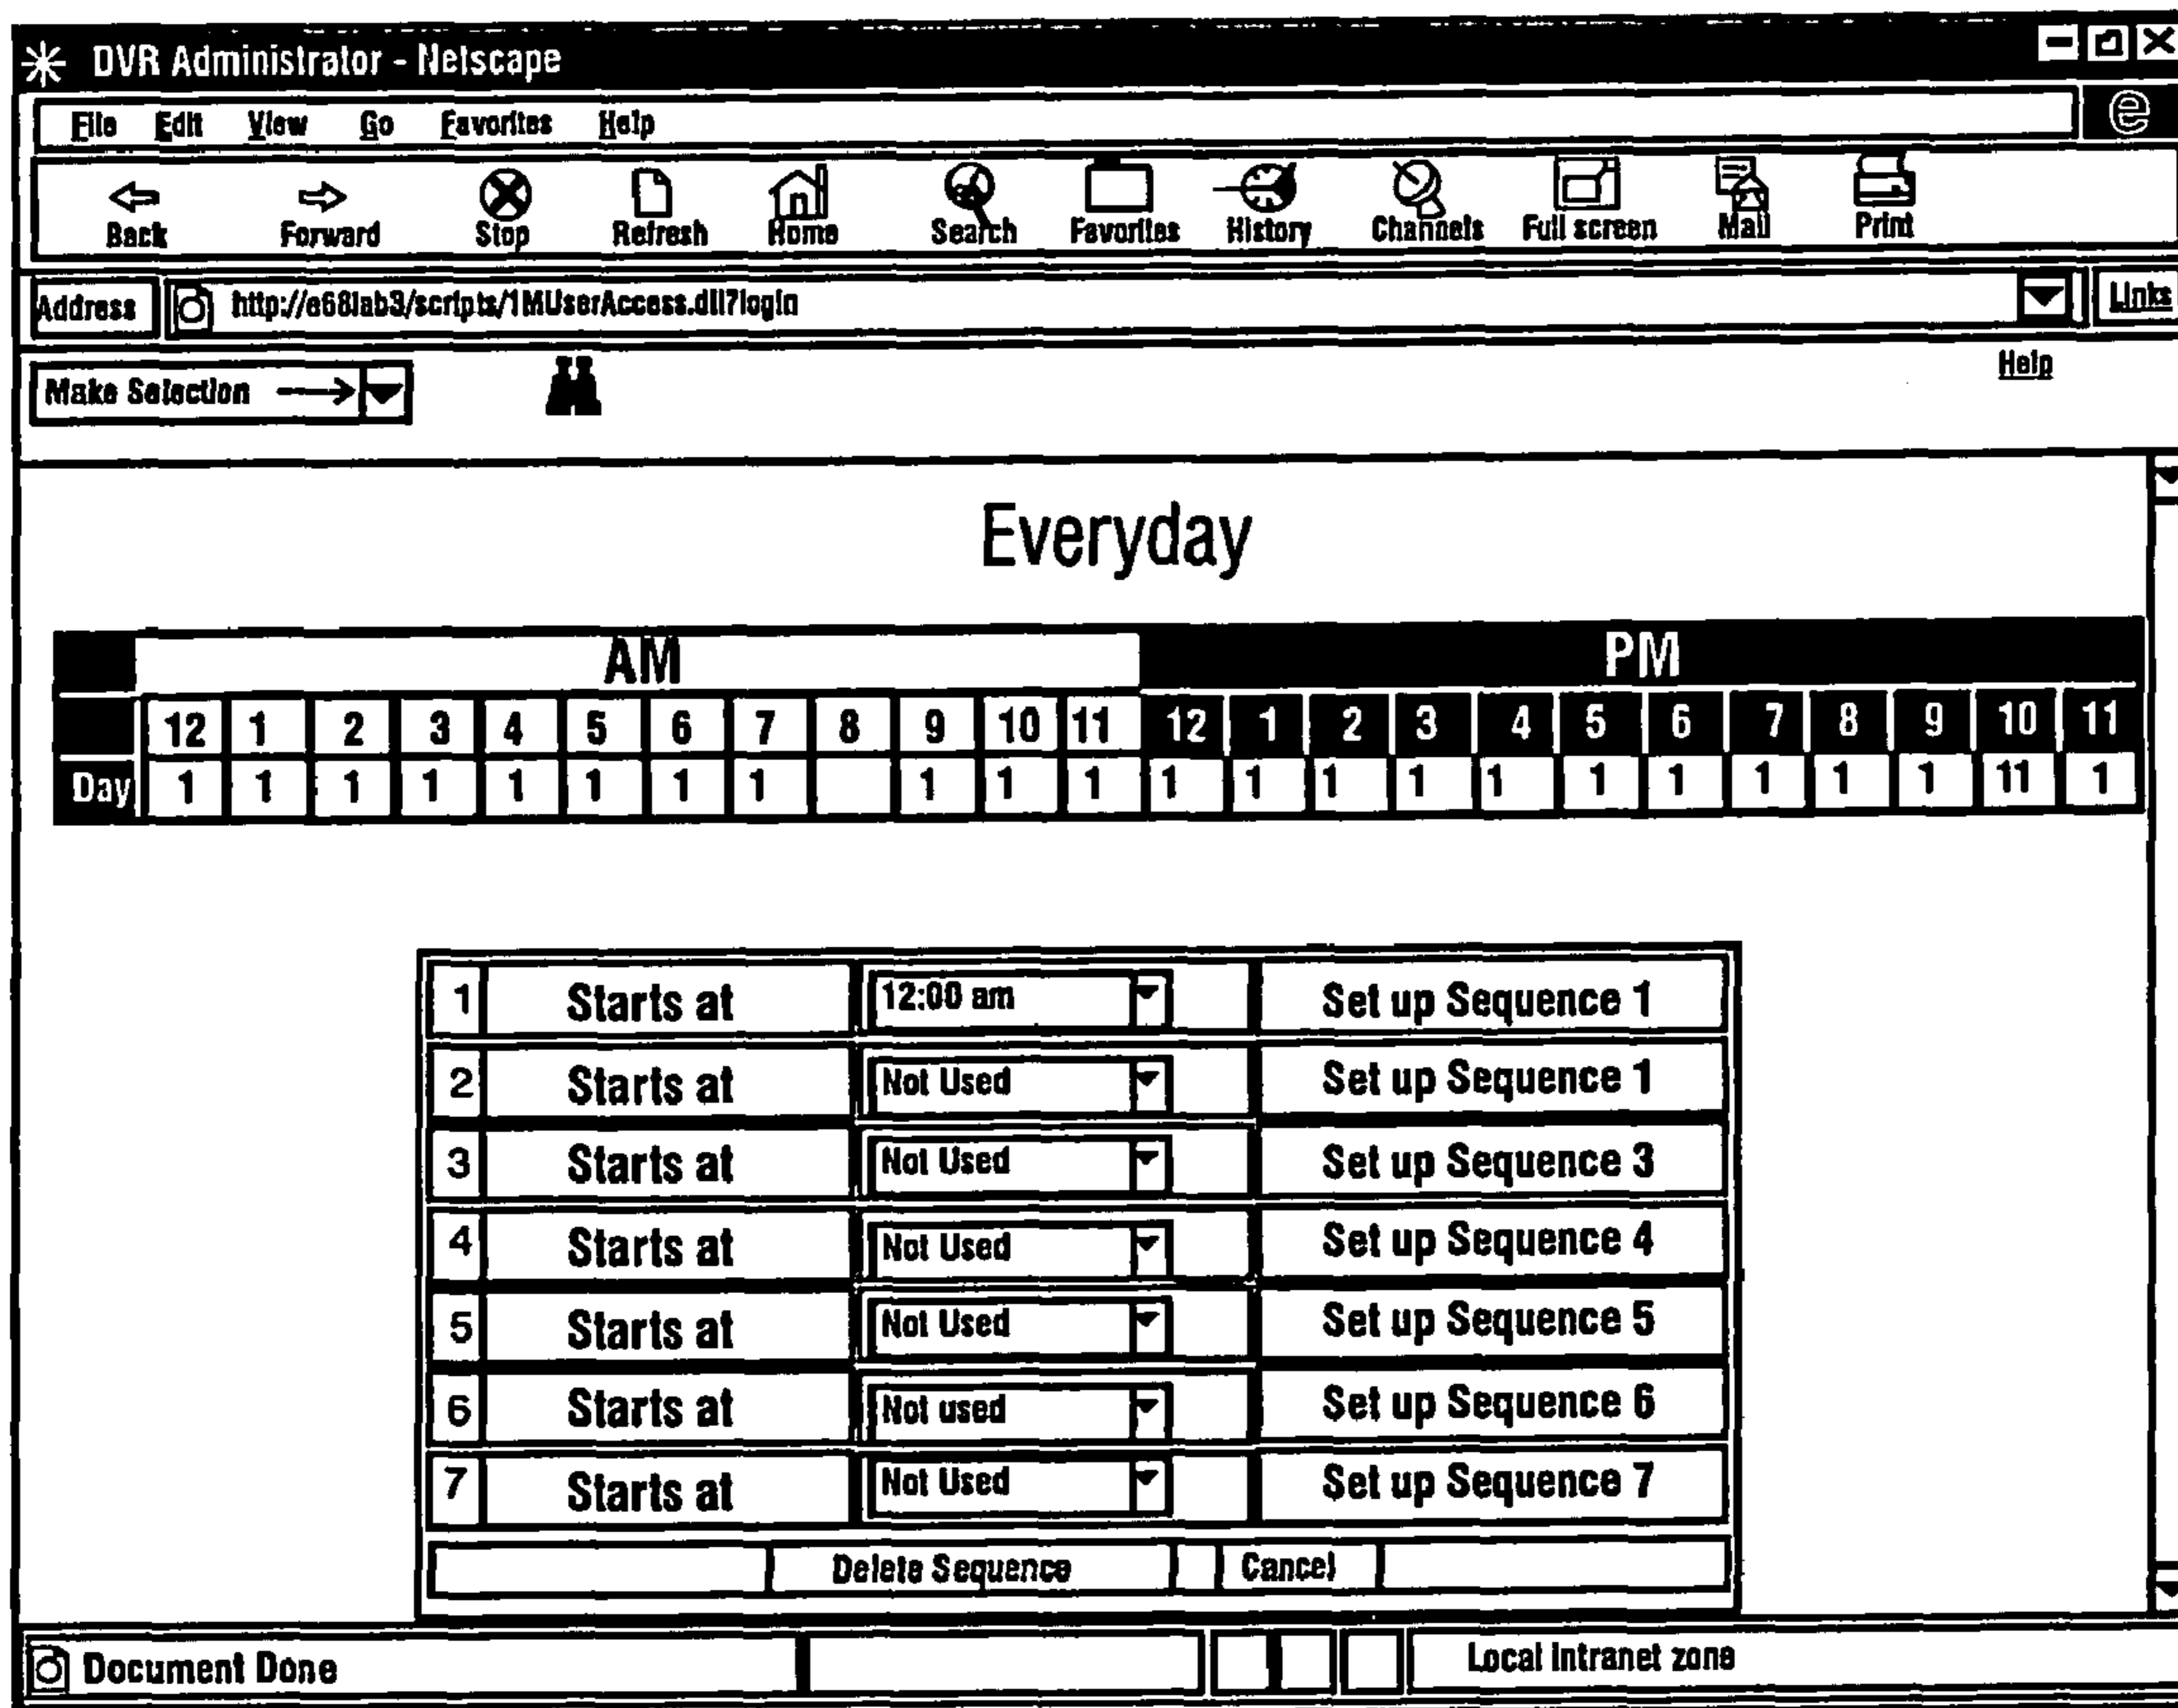 DVR Administrator - Netscape
File Edit View Go Favorites Help
Back Forward Stop Refresh Home Search Favorites History Channels Full screen Mail Print
Address http://e68lab3/scripts/1MUserAccess.dll7login Links
Make Selection Help
Everyday
AM PM
12 1 2 3 4 5 6 7 8 9 10 11 12 1 2 3 4 5 6 7 8 9 10 11
Day 1 1 1 1 1 1 1 1 1 1 1 1 1 1 1 1 1 1 1 1 1 11 1
1 Starts at 12:00 am Set up Sequence 1
2 Starts at Not Used Set up Sequence 1
3 Starts at Not Used Set up Sequence 3
4 Starts at Not Used Set up Sequence 4
5 Starts at Not Used Set up Sequence 5
6 Starts at Not used Set up Sequence 6
7 Starts at Not Used Set up Sequence 7
Delete Sequence Cancel
Document Done Local intranet zone